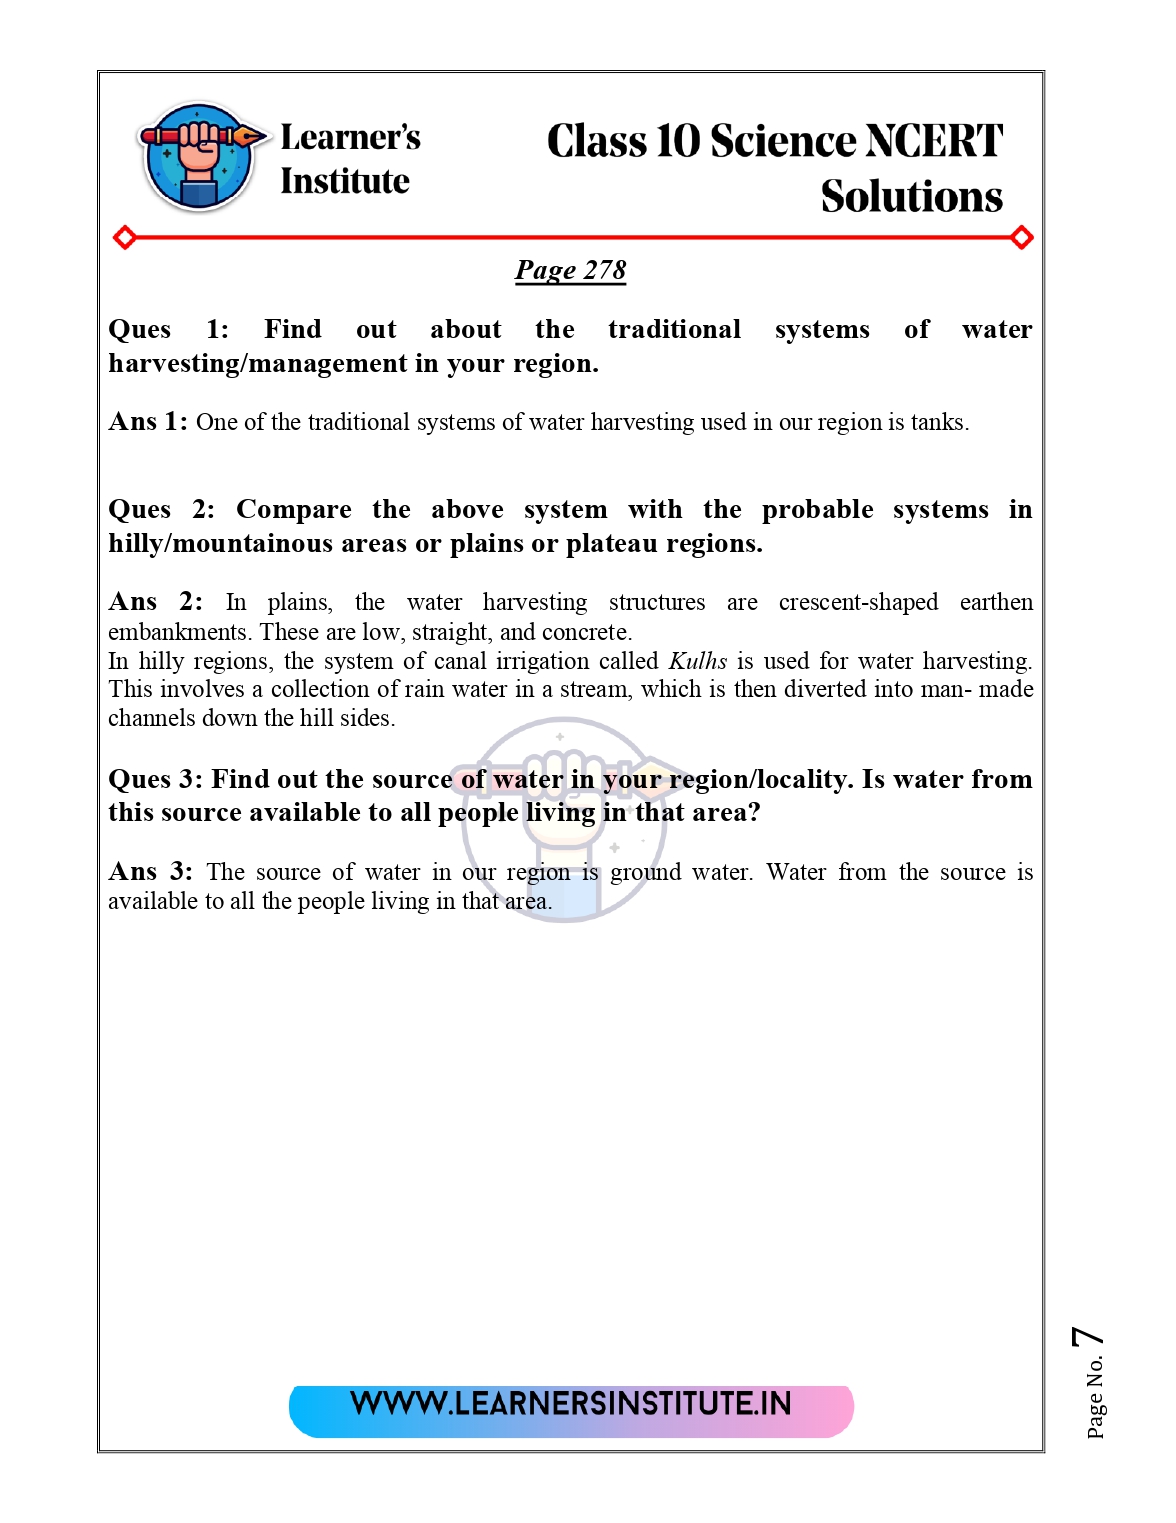 Learner's
Institute
Class 10 Science NCERT
Solutions
Page 278
Ques 1: Find out about the traditional systems of water
harvesting/management in your region.
Ans 1: One of the traditional systems of water harvesting used in our region is tanks.
Ques 2: Compare the above system with the probable systems in
hilly/mountainous areas or plains or plateau regions.
Ans 2: In plains, the water harvesting structures are crescent-shaped earthen
embankments. These are low, straight, and concrete.
In hilly regions, the system of canal irrigation called Kulhs is used for water harvesting.
This involves a collection of rain water in a stream, which is then diverted into man- made
channels down the hill sides.
Ques 3: Find out the source of water in your region/locality. Is water from
this source available to all people living in that area?
Ans 3: The source of water in our region is ground water. Water from the source is
available to all the people living in that area.
WWW.LEARNERSINSTITUTE.IN
Page No. 7